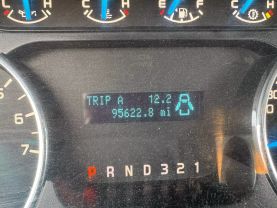 C H
C H
E F
C H
TRIP A 12.2
95622.8 mi
6
7
P R N D 3 2 1